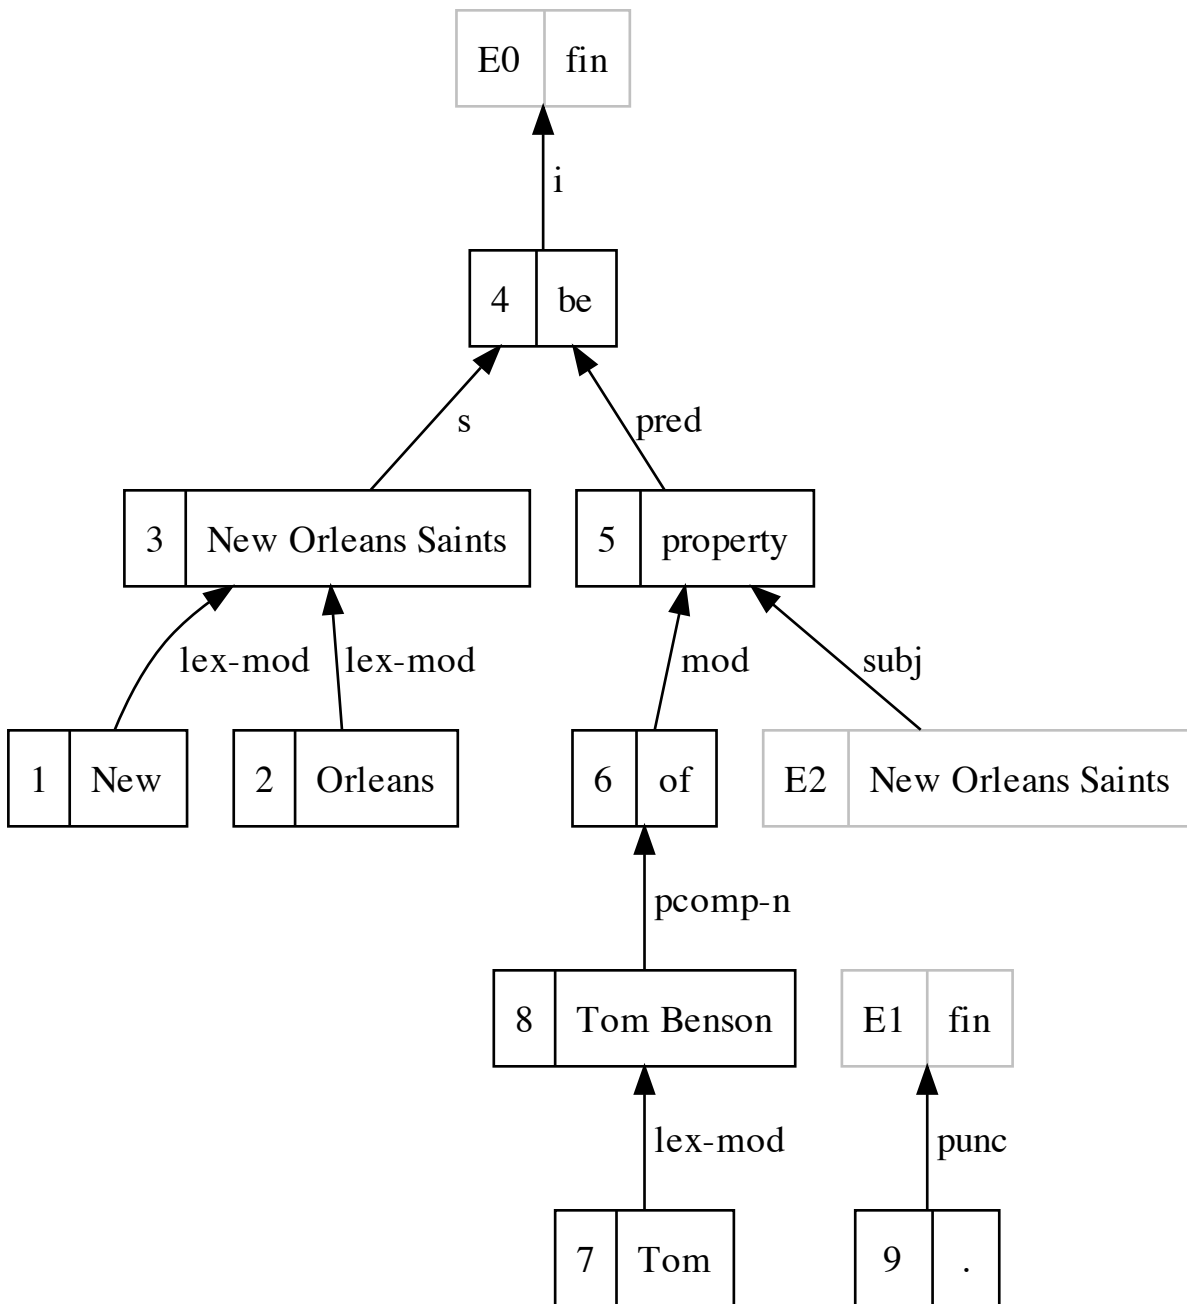 E0 fin
i
4 be
s pred
3 New Orleans Saints 5 property
lex-mod lex-mod mod subj
1 New 2 Orleans 6 of E2 New Orleans Saints
pcomp-n
8 Tom Benson E1 fin
lex-mod punc
7 Tom 9 .